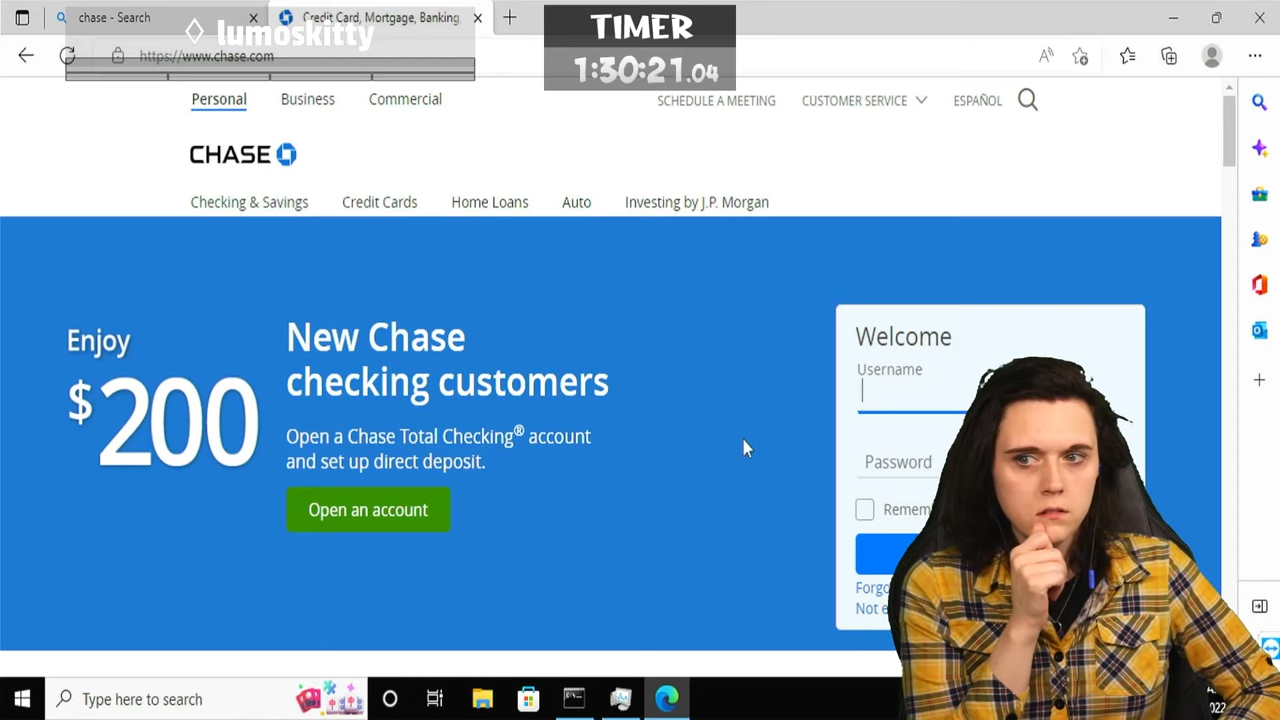 chase - Search
Credit Card, Mortgage, Banking,
◇ lumoskitty
TIMER
1:30:21.04
https://www.chase.com
Personal
Business
Commercial
SCHEDULE A MEETING
CUSTOMER SERVICE
ESPAÑOL
CHASE
Checking & Savings
Credit Cards
Home Loans
Auto
Investing by J.P. Morgan
Enjoy
$200
New Chase
checking customers
Open a Chase Total Checking® account
and set up direct deposit.
Open an account
Welcome
Username
Password
Remem
Forgo
Not e
Type here to search